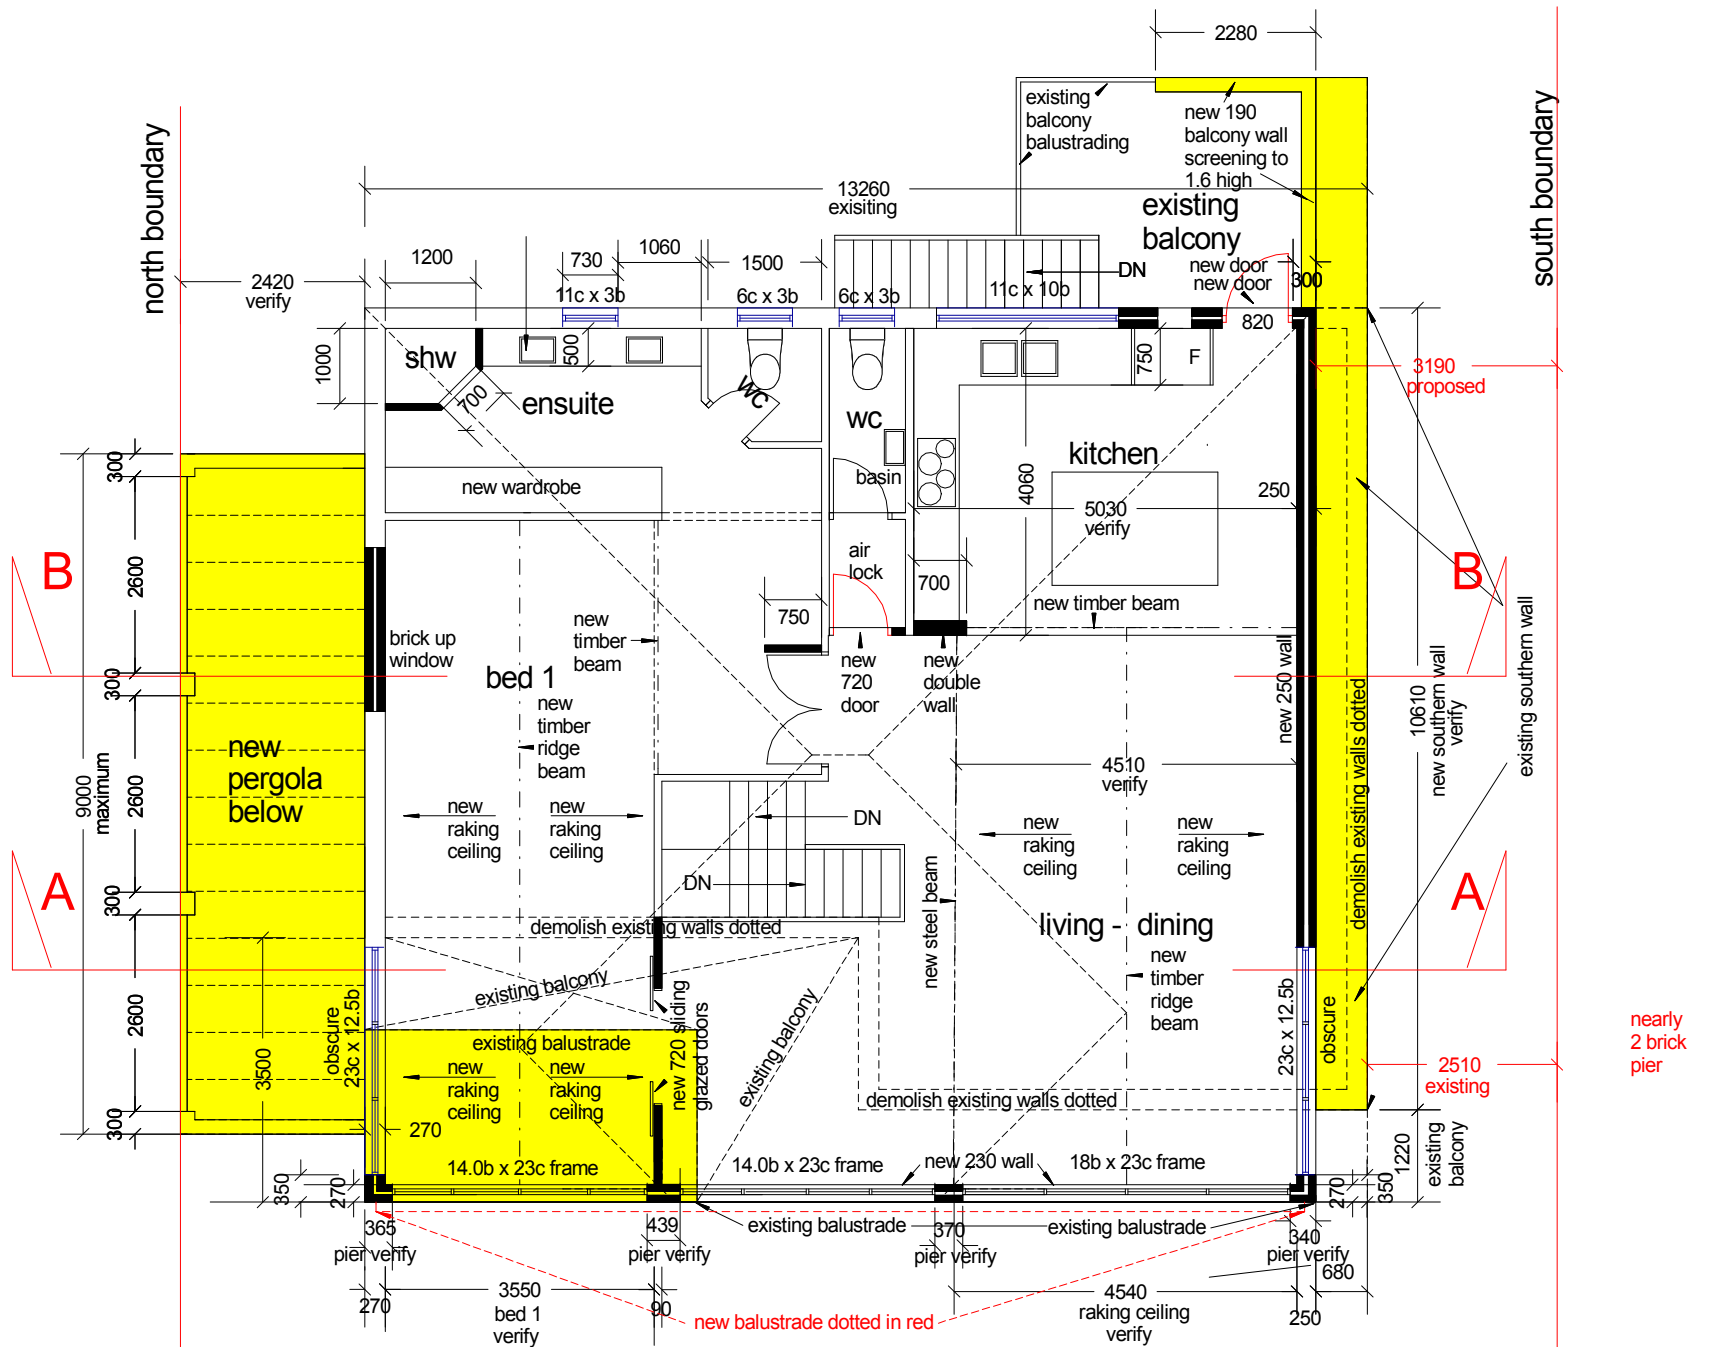 2280
north boundary
south boundary
existing
balcony
balustrading
new 190
balcony wall
screening to
1.6 high
13260
exisiting
existing
balcony
2420
verify
1200
730
1060
1500
11c x 3b
6c x 3b
6c x 3b
11c x 10b
DN
new door
new door
300
820
3190
proposed
1000
shw
500
700
ensuite
wc
wc
basin
750
F
kitchen
4060
250
5030
verify
new wardrobe
air
lock
700
new timber beam
300
2600
300
2600
300
2600
300
9000
maximum
B
B
A
A
brick up
window
new
timber
beam
750
bed 1
new
timber
ridge
beam
new
720
door
new
double
wall
new 250 wall
10610
new southern wall
verify
existing southern wall
demolish existing walls dotted
new
pergola
below
4510
verify
new
raking
ceiling
new
raking
ceiling
DN
DN
new
raking
ceiling
new
raking
ceiling
new steel beam
living - dining
demolish existing walls dotted
new
timber
ridge
beam
existing balcony
existing balcony
obscure
23c x 12.5b
3500
existing balustrade
new
raking
ceiling
new
raking
ceiling
new 720 sliding
glazed doors
23c x 12.5b
obscure
nearly
2 brick
pier
2510
existing
demolish existing walls dotted
270
14.0b x 23c frame
14.0b x 23c frame
new 230 wall
18b x 23c frame
1220
existing
balcony
350
270
270
350
365
pier verify
439
pier verify
existing balustrade
370
pier verify
existing balustrade
340
pier verify
680
270
3550
bed 1
verify
90
new balustrade dotted in red
4540
raking ceiling
verify
250